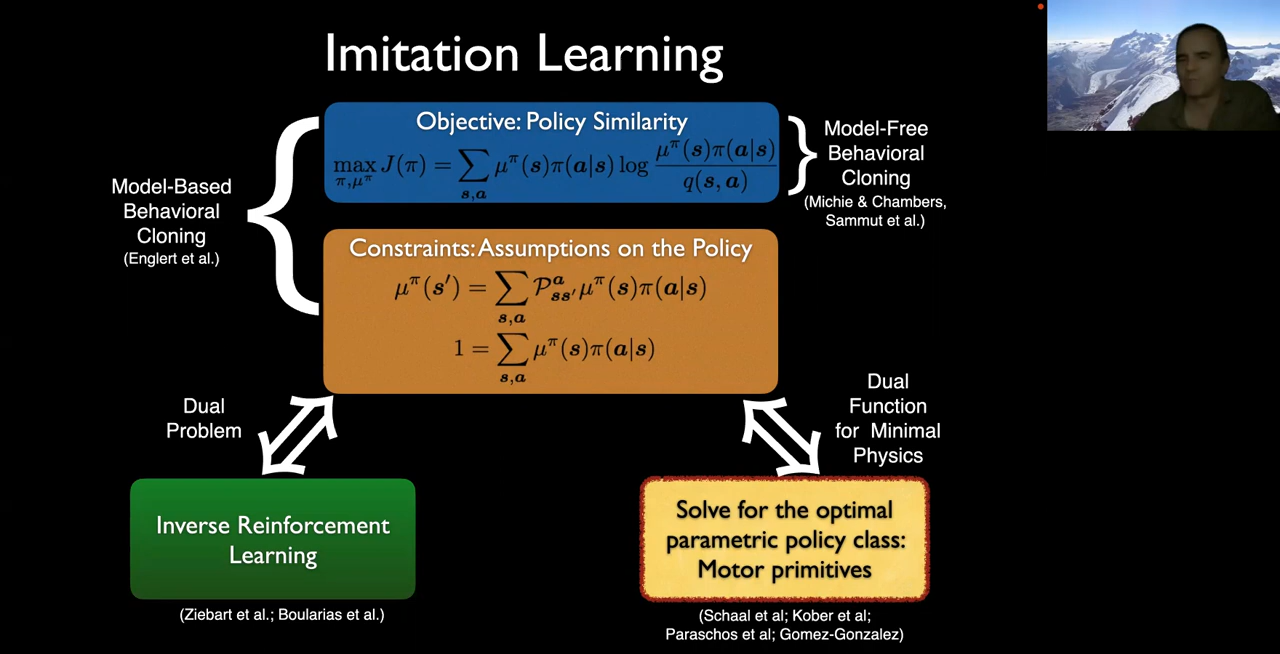 Imitation Learning
Objective: Policy Similarity
max J(π) = ∑ μ^π(s)π(a|s) log μ^π(s)π(a|s) / q(s, a)
π,μ^π s,a
Model-Free
Behavioral
Cloning
(Michie & Chambers,
Sammut et al.)
Model-Based
Behavioral
Cloning
(Englert et al.)
Constraints: Assumptions on the Policy
μ^π(s′) = ∑ P^a_ss′ μ^π(s)π(a|s)
s,a
1 = ∑ μ^π(s)π(a|s)
s,a
Dual
Problem
Dual
Function
for Minimal
Physics
Inverse Reinforcement
Learning
(Ziebart et al.; Boularias et al.)
Solve for the optimal
parametric policy class:
Motor primitives
(Schaal et al; Kober et al;
Paraschos et al; Gomez-Gonzalez)